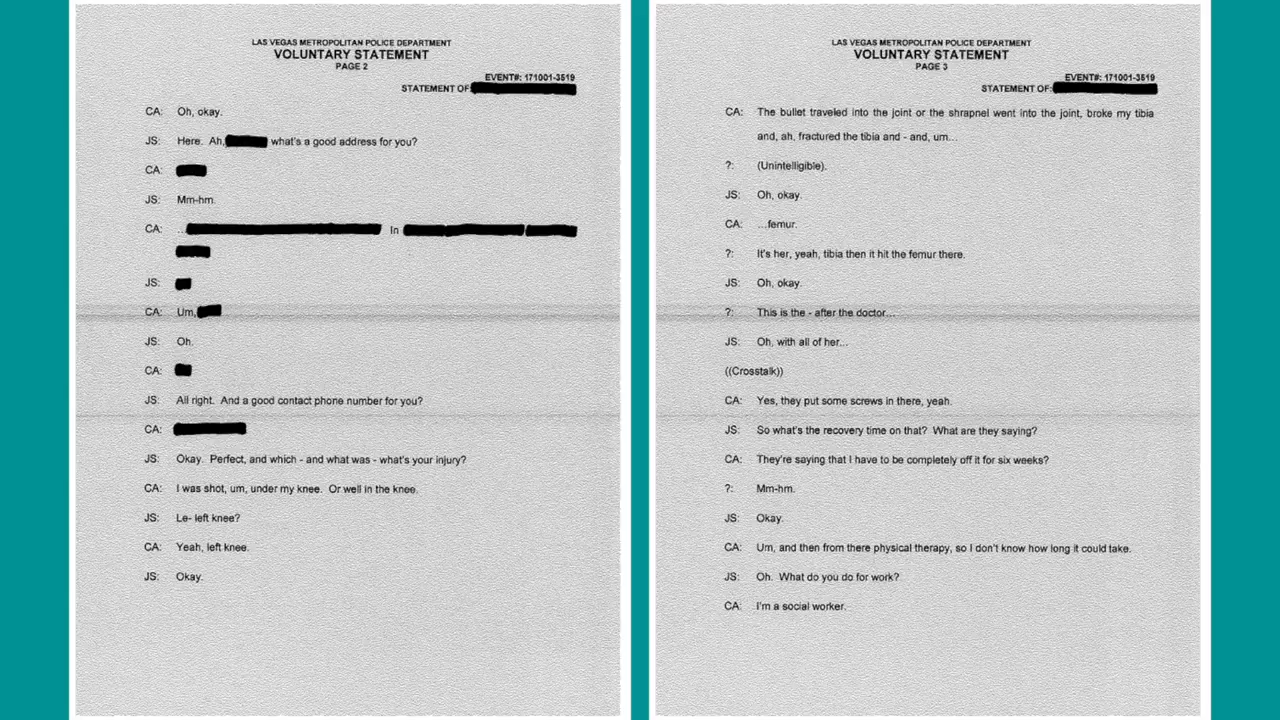 LAS VEGAS METROPOLITAN POLICE DEPARTMENT
VOLUNTARY STATEMENT
PAGE 2
EVENT#: 171001-3519
STATEMENT OF:
CA: Oh, okay.
JS: Here. Ah, what's a good address for you?
CA:
JS: Mm-hm.
CA: ... In
JS:
CA: Um,
JS: Oh.
CA:
JS: All right. And a good contact phone number for you?
CA:
JS: Okay. Perfect, and which - and what was - what's your injury?
CA: I was shot, um, under my knee. Or well in the knee.
JS: Le- left knee?
CA: Yeah, left knee.
JS: Okay.
LAS VEGAS METROPOLITAN POLICE DEPARTMENT
VOLUNTARY STATEMENT
PAGE 3
EVENT#: 171001-3519
STATEMENT OF:
CA: The bullet traveled into the joint or the shrapnel went into the joint, broke my tibia
and, ah, fractured the tibia and - and, um...
?: (Unintelligible).
JS: Oh, okay.
CA: ...femur.
?: It's her, yeah, tibia then it hit the femur there.
JS: Oh, okay.
?: This is the - after the doctor...
JS: Oh, with all of her...
((Crosstalk))
CA: Yes, they put some screws in there, yeah.
JS: So what's the recovery time on that? What are they saying?
CA: They're saying that I have to be completely off it for six weeks?
?: Mm-hm.
JS: Okay.
CA: Um, and then from there physical therapy, so I don't know how long it could take.
JS: Oh. What do you do for work?
CA: I'm a social worker.